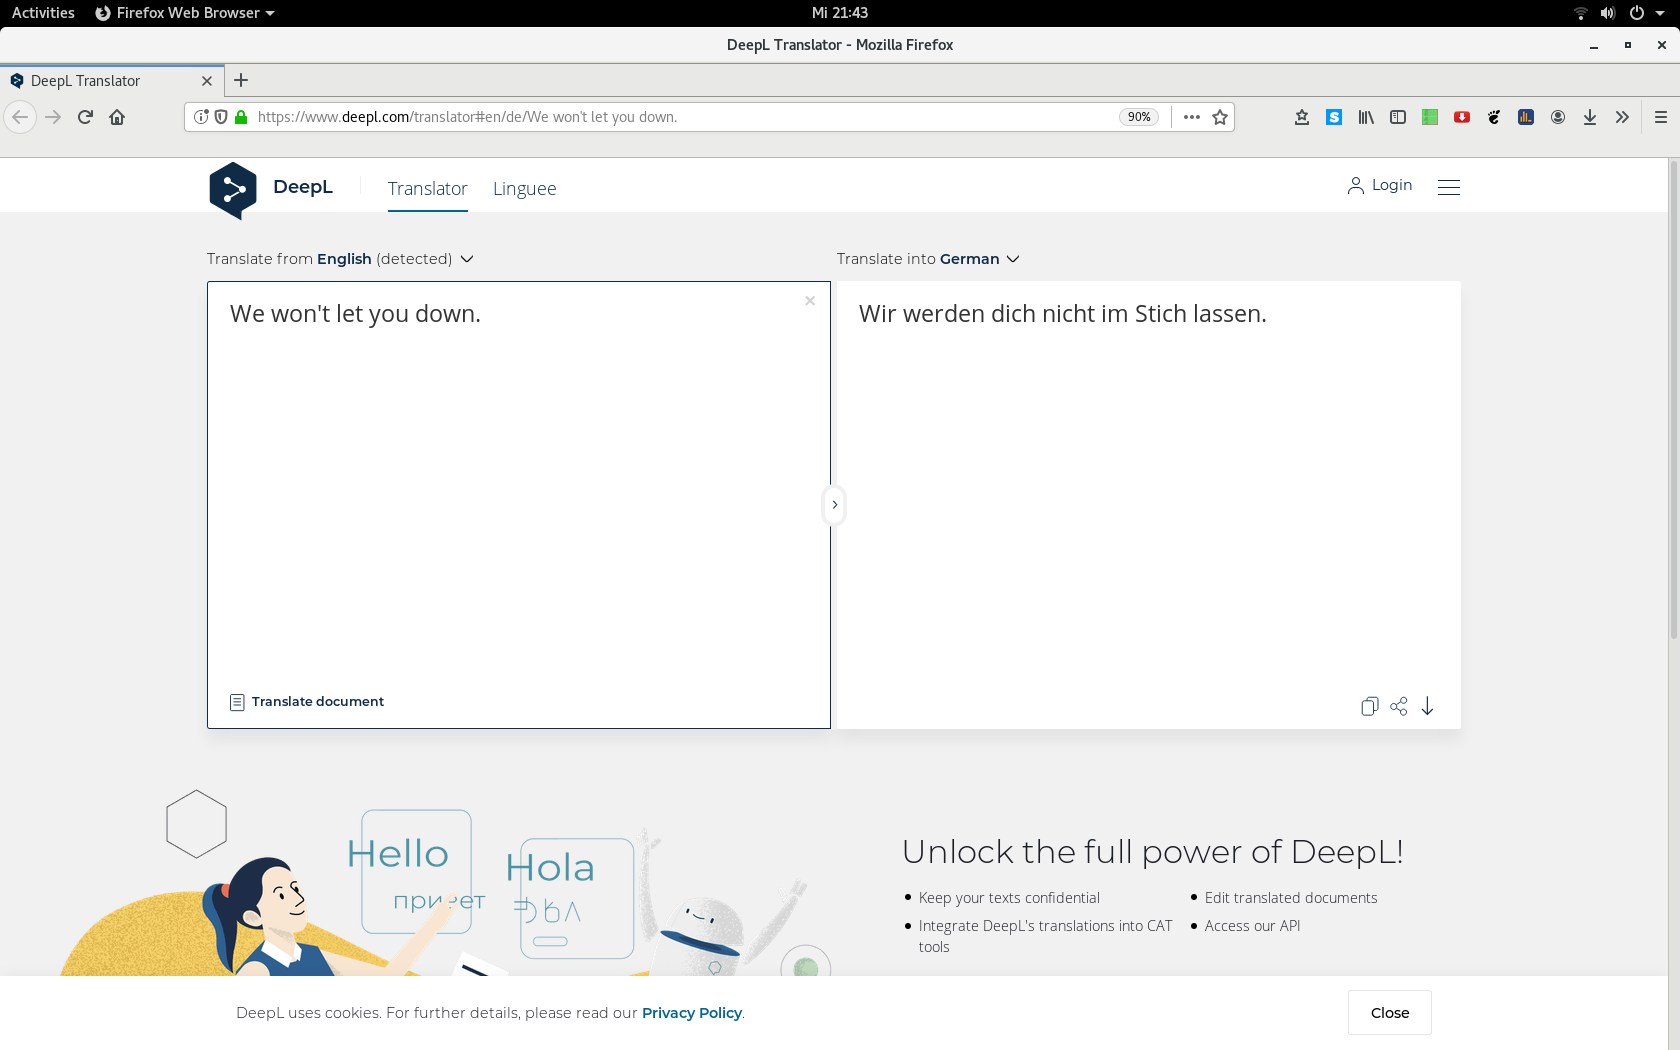 Activities
Firefox Web Browser
Mi 21:43
DeepL Translator - Mozilla Firefox
DeepL Translator
https://www.deepl.com/translator#en/de/We won't let you down.
90%
DeepL
Translator
Linguee
Login
Translate from English (detected)
Translate into German
We won't let you down.
Wir werden dich nicht im Stich lassen.
Translate document
Hello
привет
Hola
Unlock the full power of DeepL!
Keep your texts confidential
Edit translated documents
Integrate DeepL's translations into CAT
tools
Access our API
DeepL uses cookies. For further details, please read our Privacy Policy.
Close